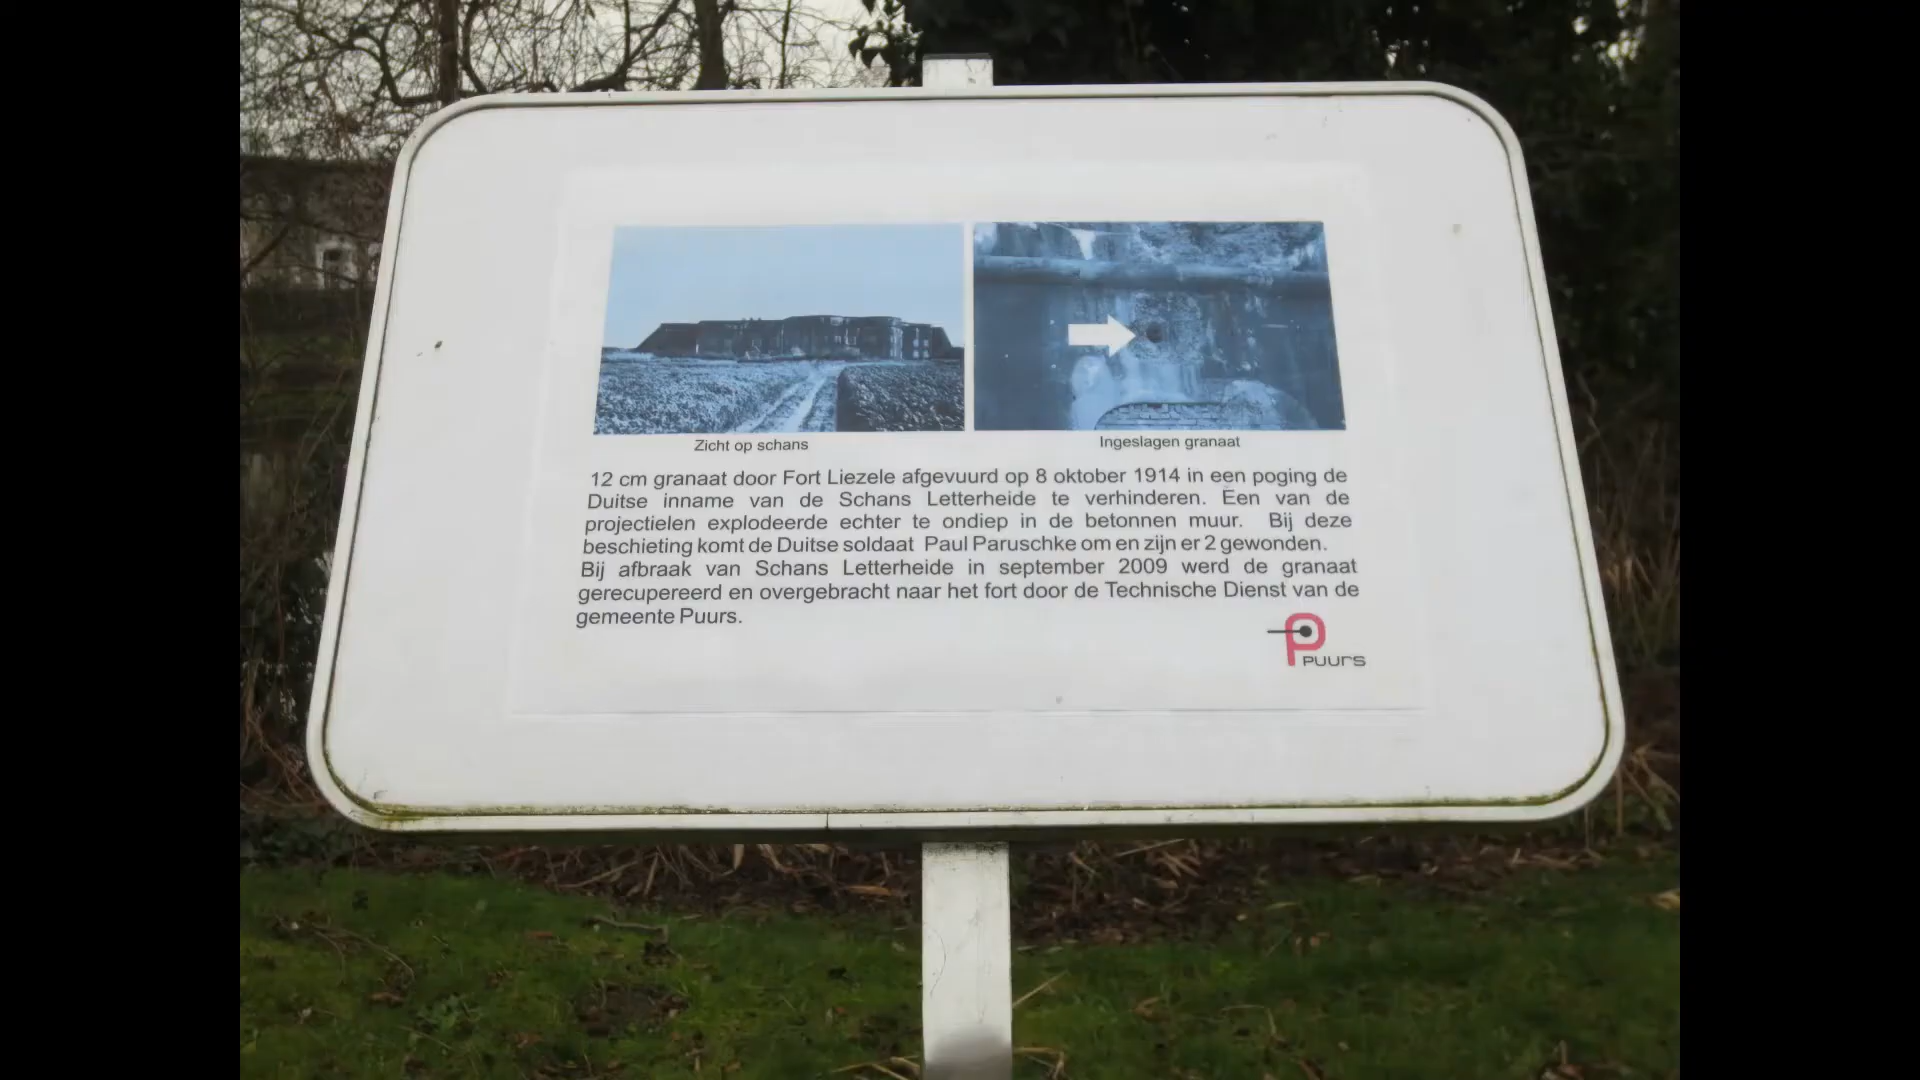 Zicht op schans
Ingeslagen granaat
12 cm granaat door Fort Liezele afgevuurd op 8 oktober 1914 in een poging de
Duitse inname van de Schans Letterheide te verhinderen. Een van de
projectielen explodeerde echter te ondiep in de betonnen muur. Bij deze
beschieting komt de Duitse soldaat Paul Paruschke om en zijn er 2 gewonden.
Bij afbraak van Schans Letterheide in september 2009 werd de granaat
gerecupereerd en overgebracht naar het fort door de Technische Dienst van de
gemeente Puurs.
PUURS